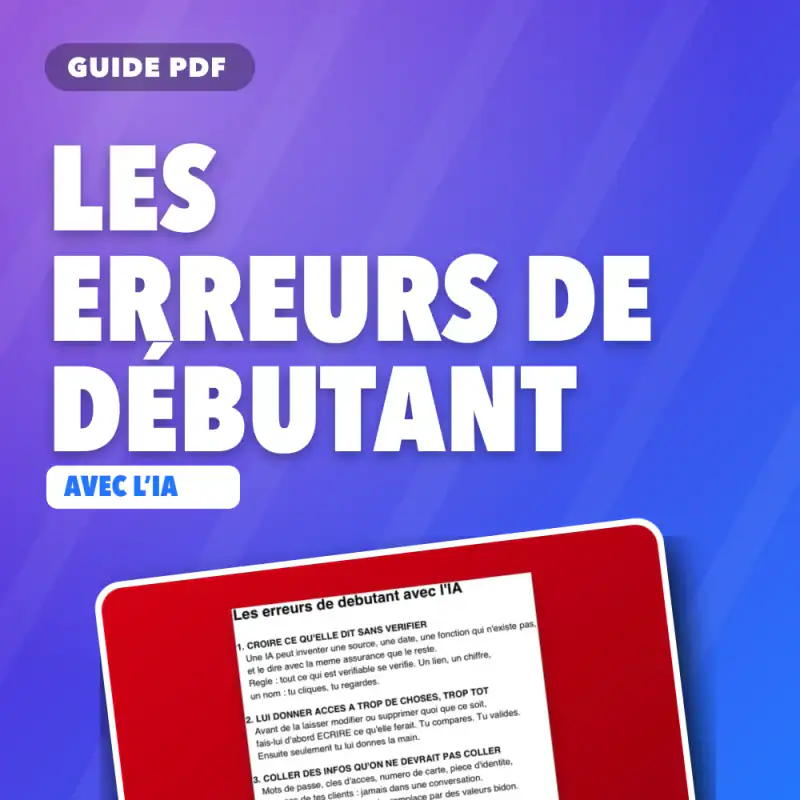 GUIDE PDF
LES
ERREURS DE
DÉBUTANT
AVEC L'IA
Les erreurs de debutant avec l'IA
1. CROIRE CE QU'ELLE DIT SANS VERIFIER
Une IA peut inventer une source, une date, une fonction qui n'existe pas,
et le dire avec la meme assurance que le reste.
Regle : tout ce qui est verifiable se verifie. Un lien, un chiffre,
un nom : tu cliques, tu regardes.
2. LUI DONNER ACCES A TROP DE CHOSES, TROP TOT
Avant de la laisser modifier ou supprimer quoi que ce soit,
fais-lui d'abord ECRIRE ce qu'elle ferait. Tu compares. Tu valides.
Ensuite seulement tu lui donnes la main.
3. COLLER DES INFOS QU'ON NE DEVRAIT PAS COLLER
Mots de passe, cles d'acces, numero de carte, piece d'identite,
de tes clients : jamais dans une conversation.
par des valeurs bidon.